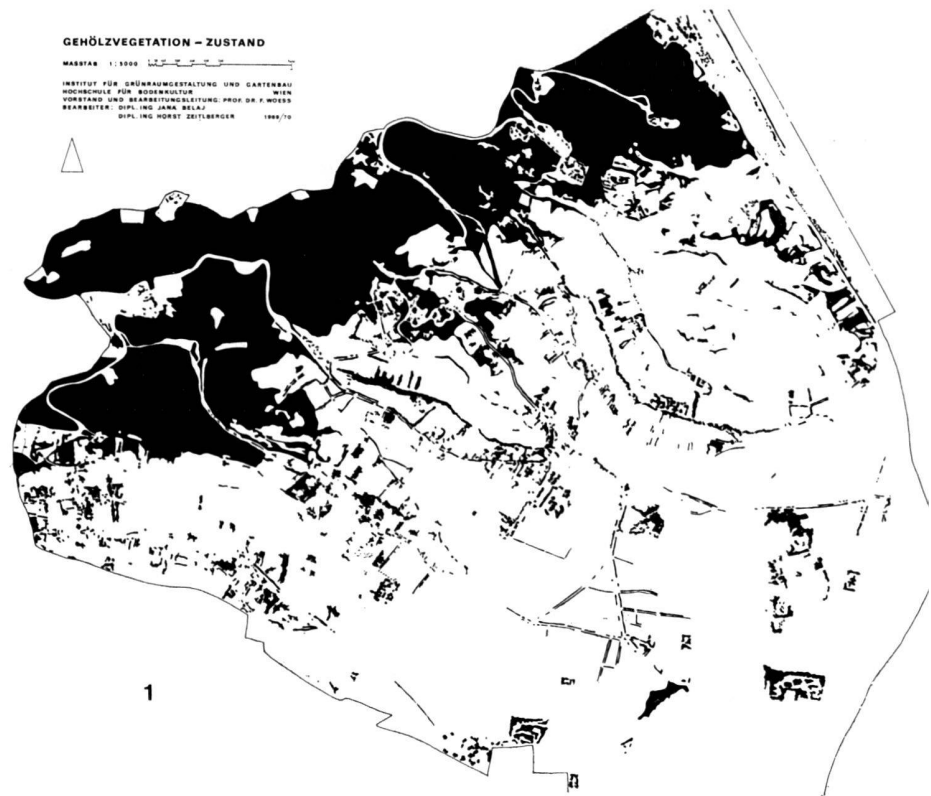 GEHÖLZVEGETATION – ZUSTAND
MASSTAB 1:5000
INSTITUT FÜR GRÜNRAUMGESTALTUNG UND GARTENBAU
HOCHSCHULE FÜR BODENKULTUR WIEN
VORSTAND UND BEARBEITUNGSLEITUNG: PROF. DR. F. WOESS
BEARBEITER: DIPL. ING JANA BELAJ
DIPL. ING HORST ZEITLBERGER 1969/70
1